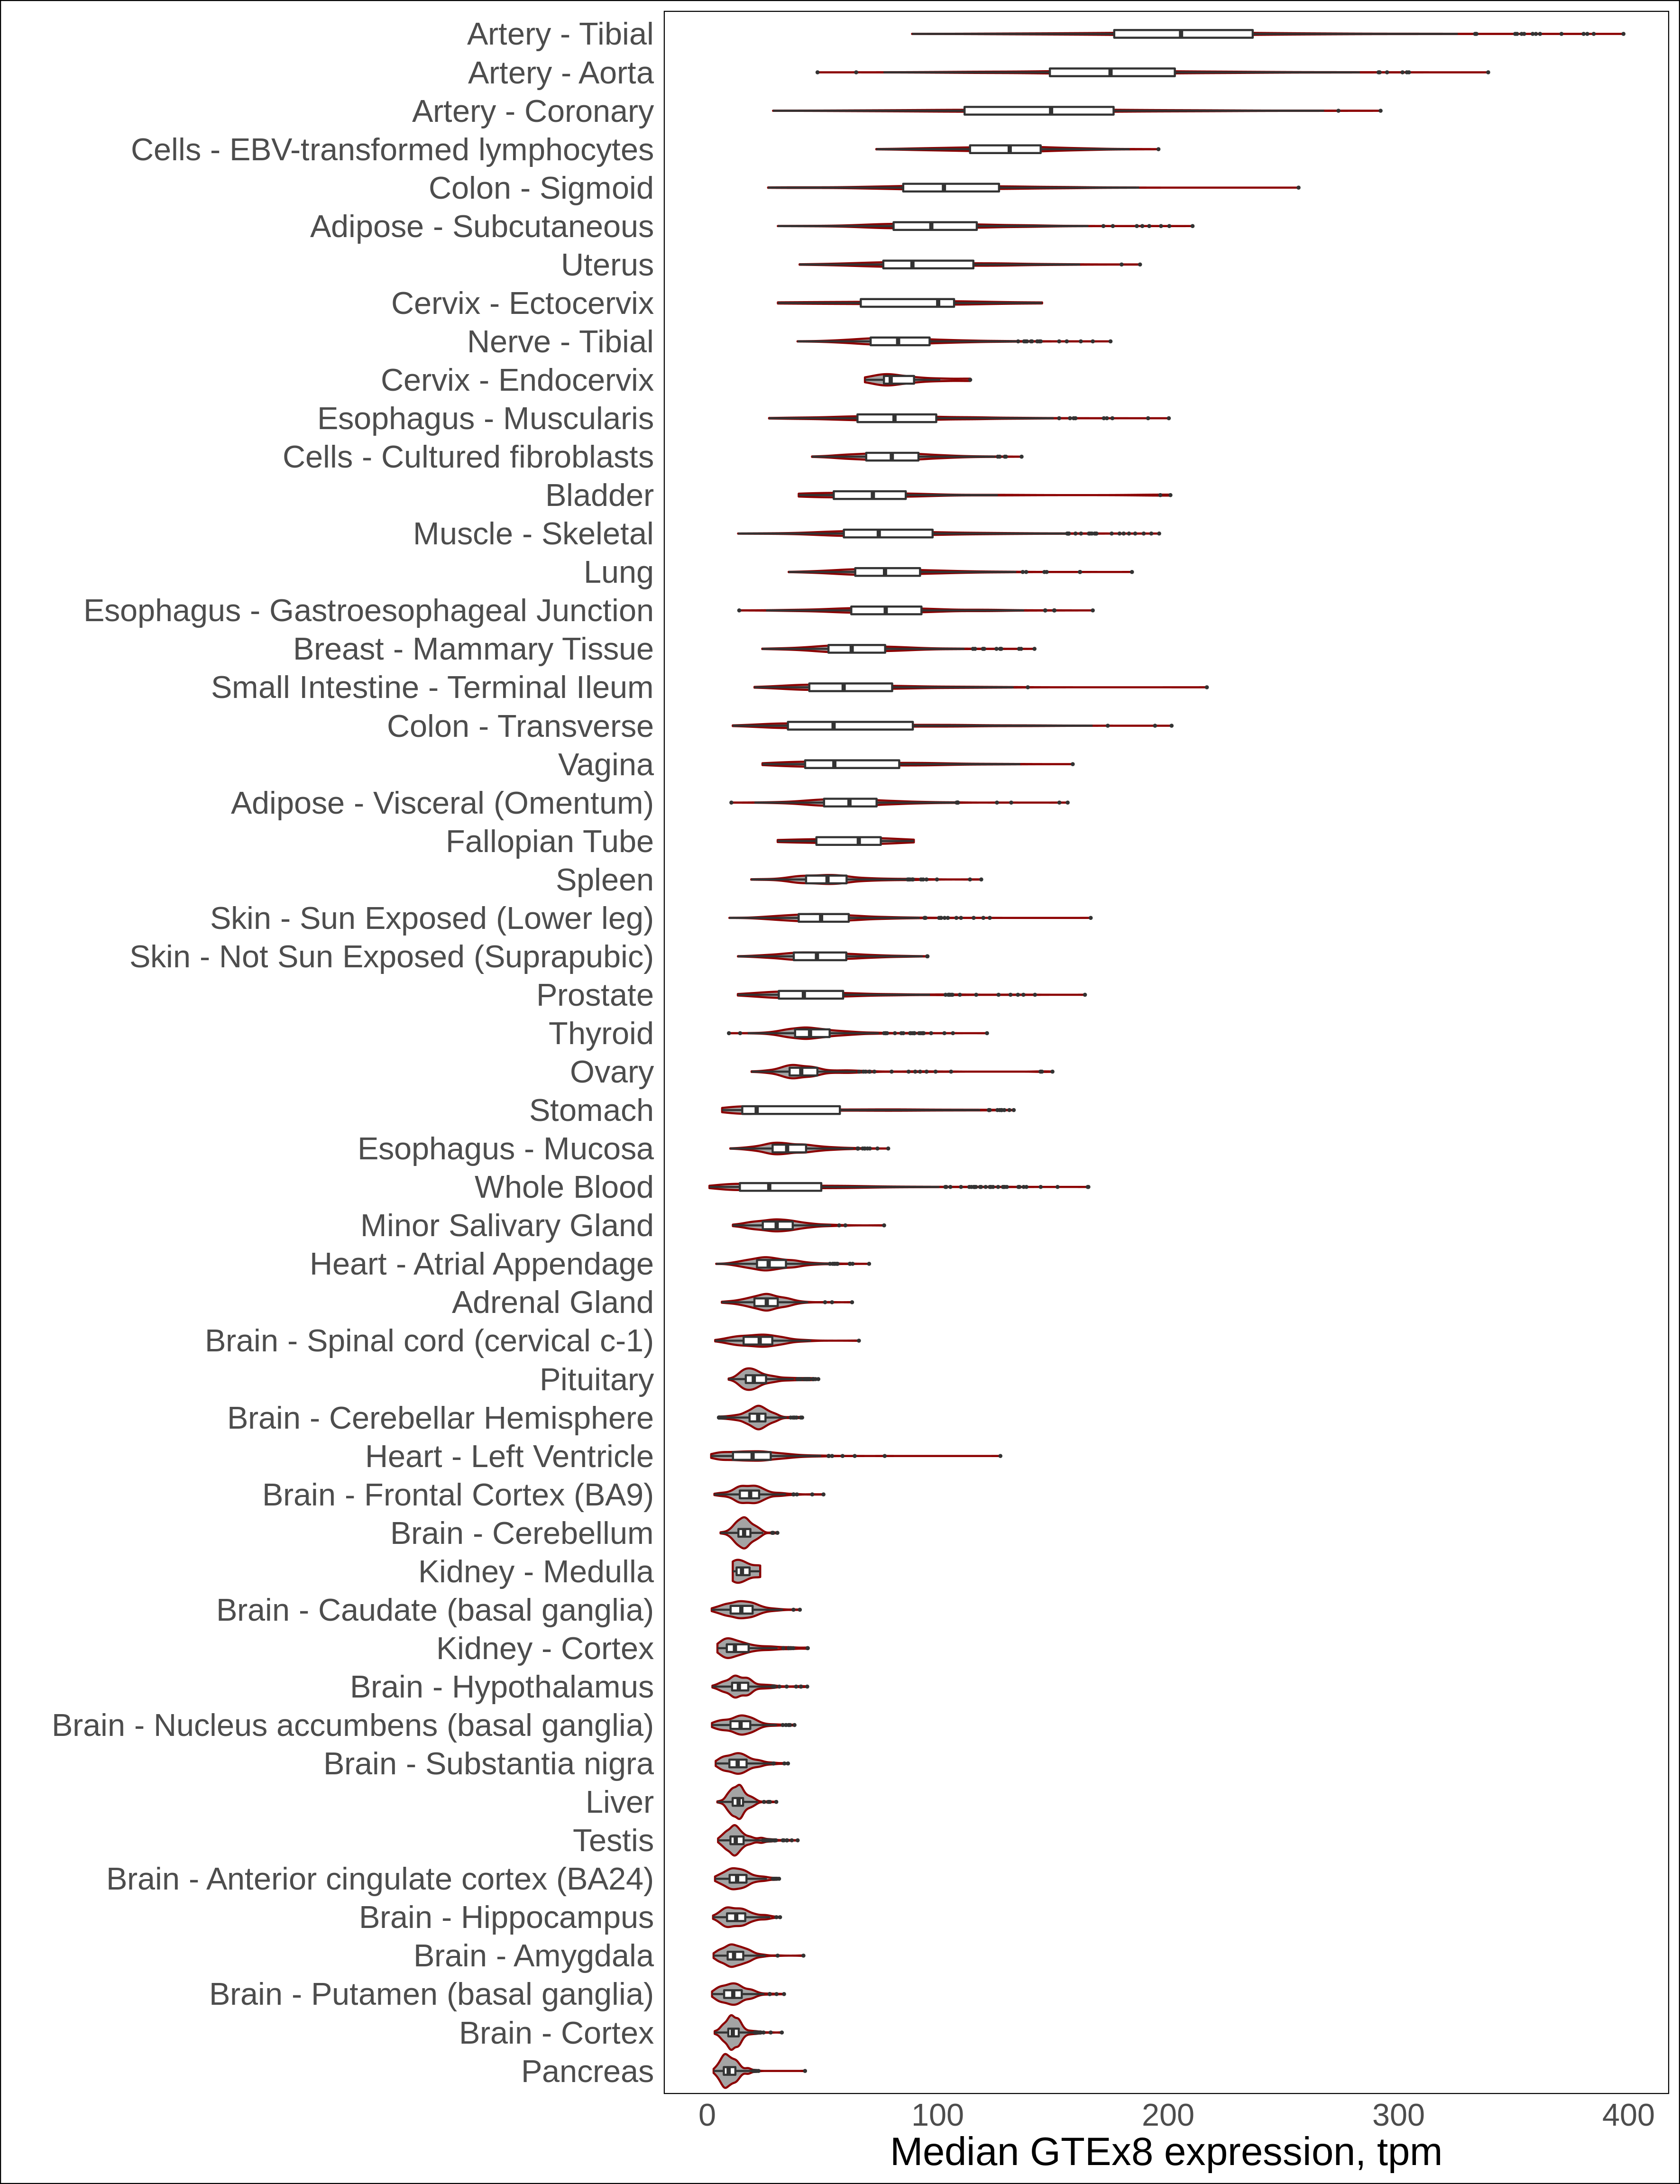 Artery - Tibial
Artery - Aorta
Artery - Coronary
Cells - EBV-transformed lymphocytes
Colon - Sigmoid
Adipose - Subcutaneous
Uterus
Cervix - Ectocervix
Nerve - Tibial
Cervix - Endocervix
Esophagus - Muscularis
Cells - Cultured fibroblasts
Bladder
Muscle - Skeletal
Lung
Esophagus - Gastroesophageal Junction
Breast - Mammary Tissue
Small Intestine - Terminal Ileum
Colon - Transverse
Vagina
Adipose - Visceral (Omentum)
Fallopian Tube
Spleen
Skin - Sun Exposed (Lower leg)
Skin - Not Sun Exposed (Suprapubic)
Prostate
Thyroid
Ovary
Stomach
Esophagus - Mucosa
Whole Blood
Minor Salivary Gland
Heart - Atrial Appendage
Adrenal Gland
Brain - Spinal cord (cervical c-1)
Pituitary
Brain - Cerebellar Hemisphere
Heart - Left Ventricle
Brain - Frontal Cortex (BA9)
Brain - Cerebellum
Kidney - Medulla
Brain - Caudate (basal ganglia)
Kidney - Cortex
Brain - Hypothalamus
Brain - Nucleus accumbens (basal ganglia)
Brain - Substantia nigra
Liver
Testis
Brain - Anterior cingulate cortex (BA24)
Brain - Hippocampus
Brain - Amygdala
Brain - Putamen (basal ganglia)
Brain - Cortex
Pancreas
0 100 200 300 400
Median GTEx8 expression, tpm